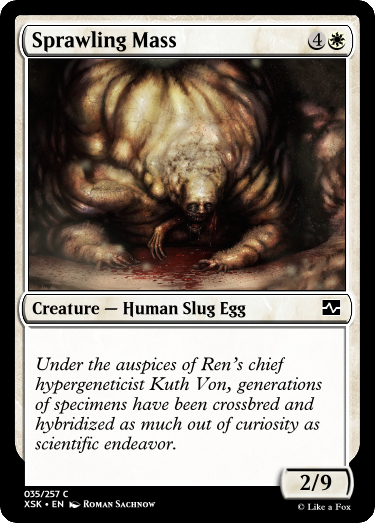 Sprawling Mass 4
Creature — Human Slug Egg
Under the auspices of Ren's chief
hypergeneticist Kuth Von, generations
of specimens have been crossbred and
hybridized as much out of curiosity as
scientific endeavor.
2/9
035/257 C
XSK • EN Roman Sachnow
© Like a Fox